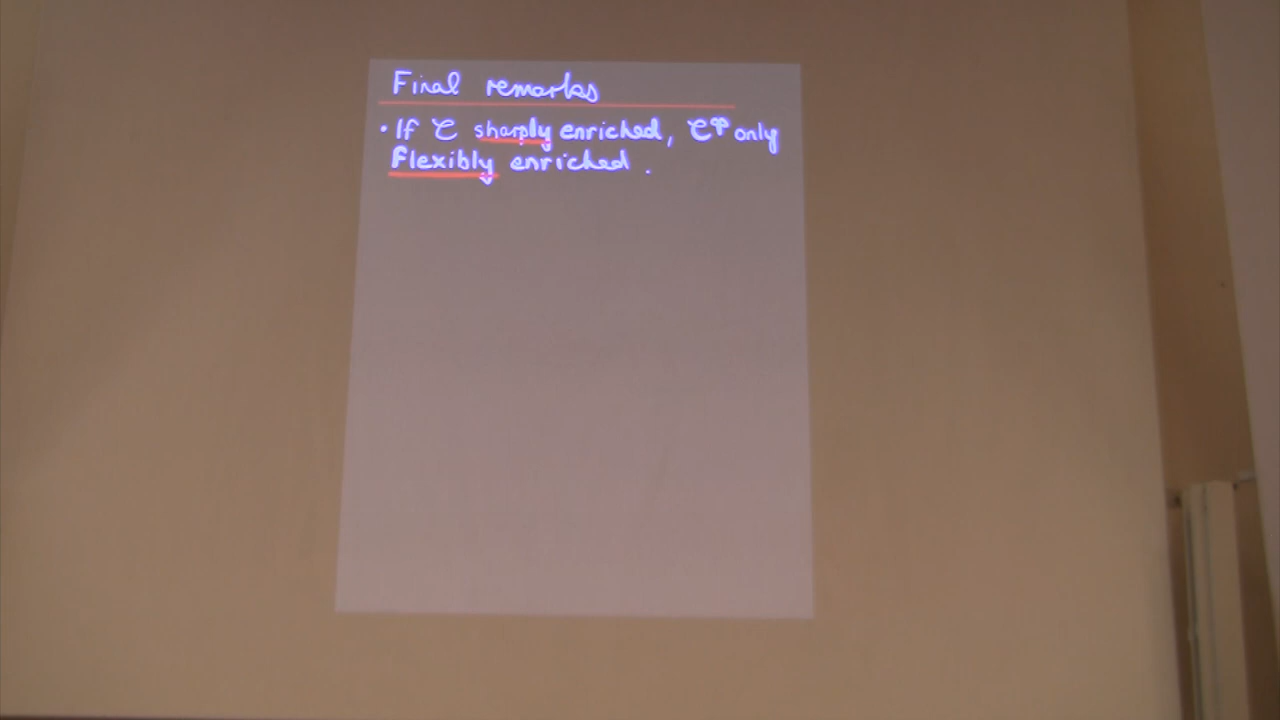 Final remarks
• If C sharply enriched, C^op only
flexibly enriched.